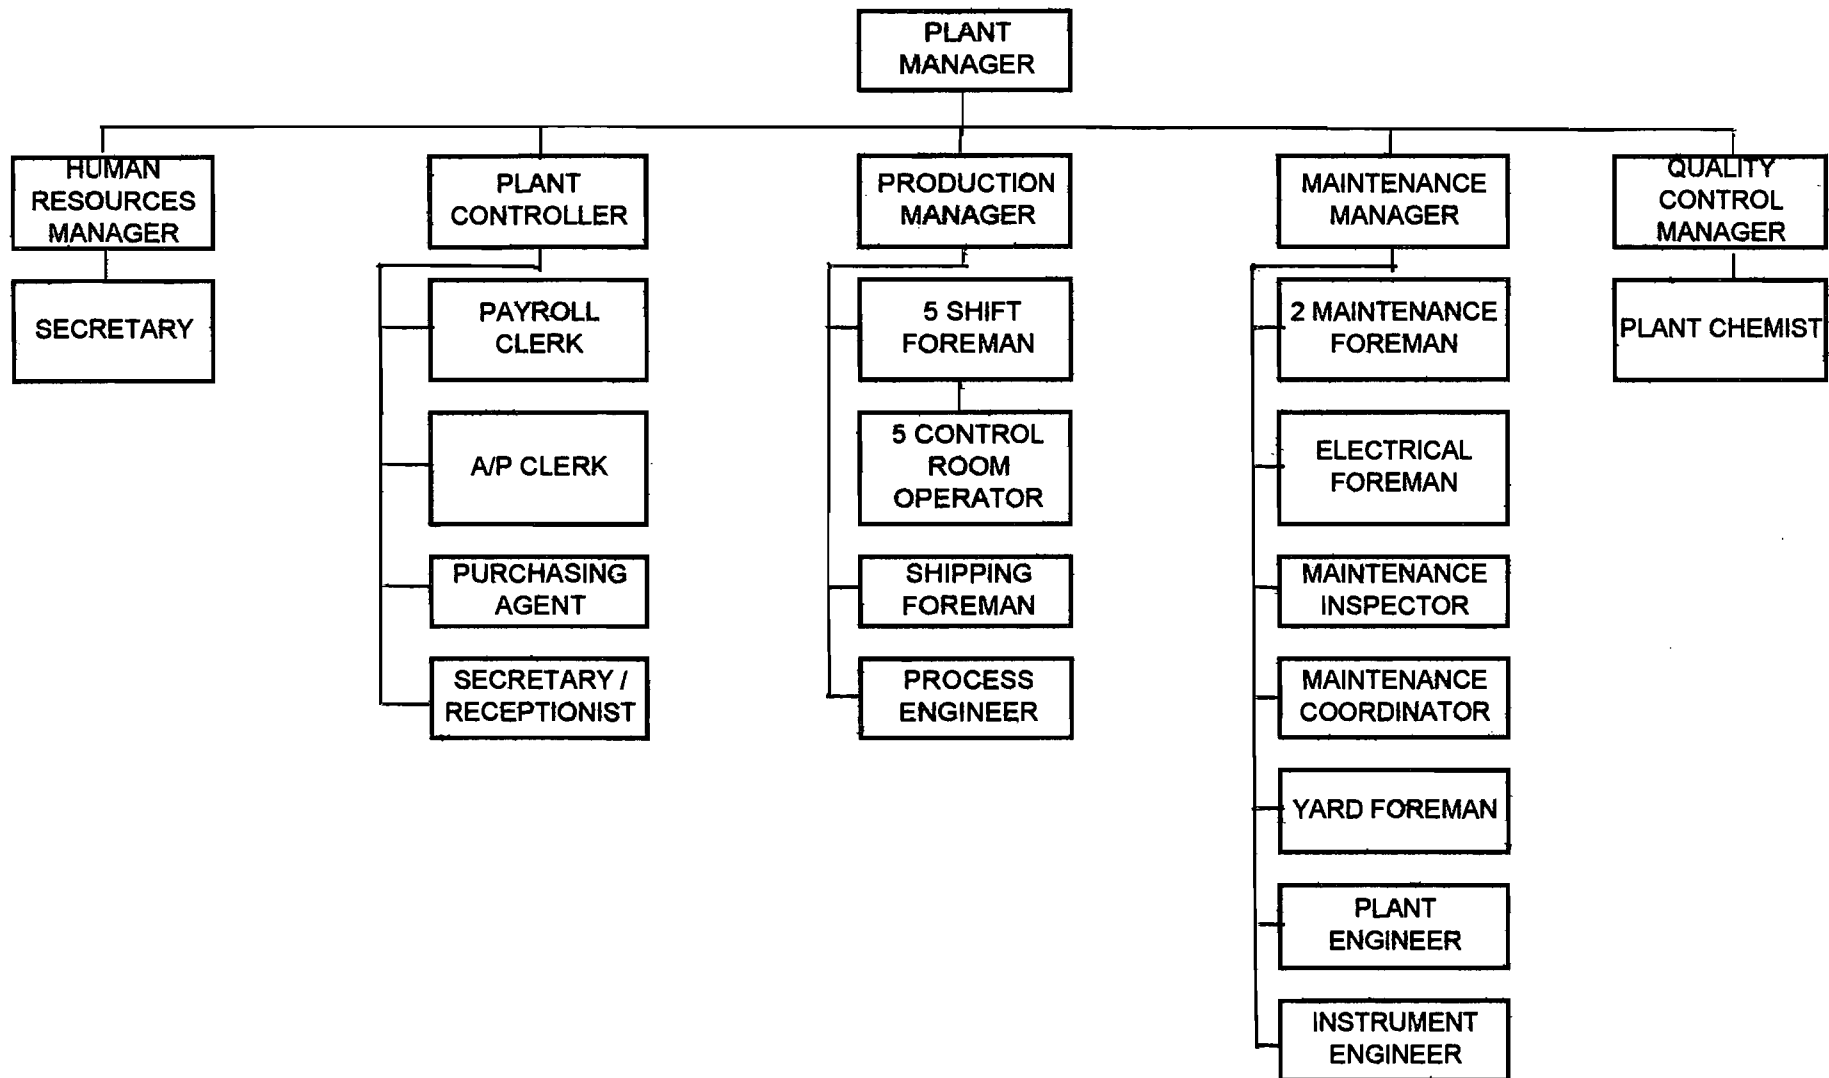 PLANT
MANAGER
HUMAN
RESOURCES
MANAGER
PLANT
CONTROLLER
PRODUCTION
MANAGER
MAINTENANCE
MANAGER
QUALITY
CONTROL
MANAGER
SECRETARY
PAYROLL
CLERK
A/P CLERK
PURCHASING
AGENT
SECRETARY /
RECEPTIONIST
5 SHIFT
FOREMAN
5 CONTROL
ROOM
OPERATOR
SHIPPING
FOREMAN
PROCESS
ENGINEER
2 MAINTENANCE
FOREMAN
ELECTRICAL
FOREMAN
MAINTENANCE
INSPECTOR
MAINTENANCE
COORDINATOR
YARD FOREMAN
PLANT
ENGINEER
INSTRUMENT
ENGINEER
PLANT CHEMIST